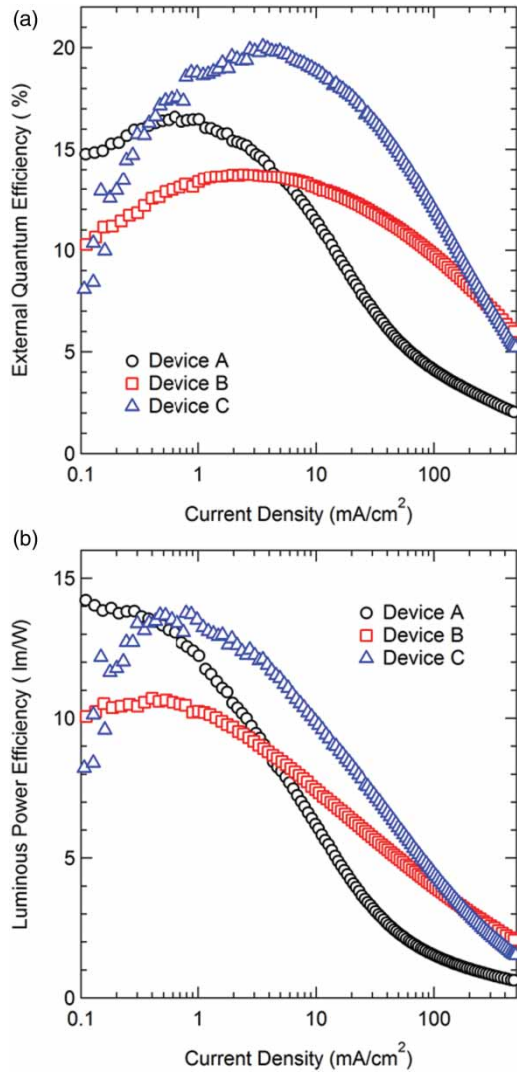 (a)
External Quantum Efficiency ( %)
20
15
10
5
0
Device A
Device B
Device C
0.1
1
10
100
Current Density (mA/cm²)
(b)
Luminous Power Efficiency ( lm/W)
15
10
5
0
Device A
Device B
Device C
0.1
1
10
100
Current Density (mA/cm²)